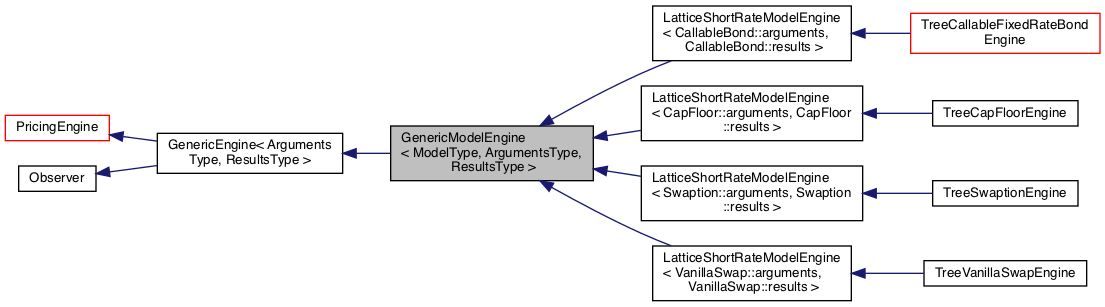 PricingEngine
Observer
GenericEngine< Arguments
Type, ResultsType >
GenericModelEngine
< ModelType, ArgumentsType,
ResultsType >
LatticeShortRateModelEngine
< CallableBond::arguments,
CallableBond::results >
TreeCallableFixedRateBond
Engine
LatticeShortRateModelEngine
< CapFloor::arguments, CapFloor
::results >
TreeCapFloorEngine
LatticeShortRateModelEngine
< Swaption::arguments, Swaption
::results >
TreeSwaptionEngine
LatticeShortRateModelEngine
< VanillaSwap::arguments,
VanillaSwap::results >
TreeVanillaSwapEngine